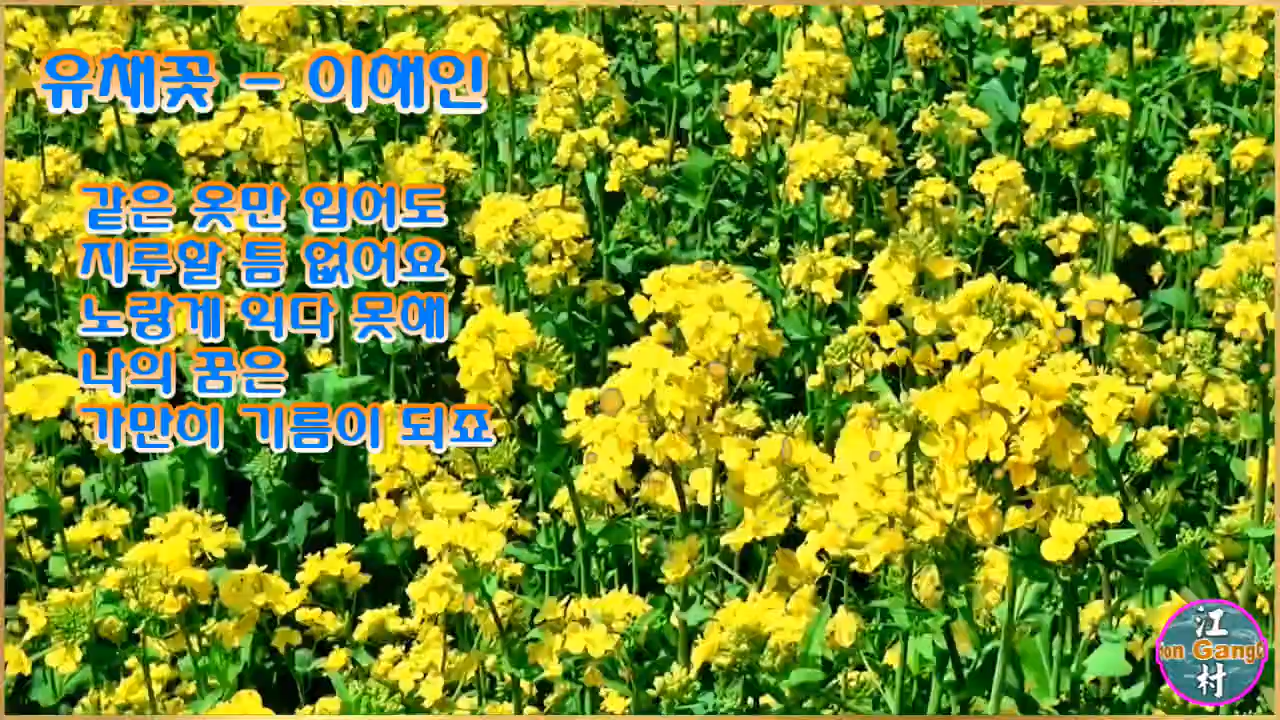 유채꽃 - 이해인
같은 옷만 입어도
지루할 틈 없어요
노랗게 익다 못해
나의 꿈은
가만히 기름이 되죠
江
on Gang
村